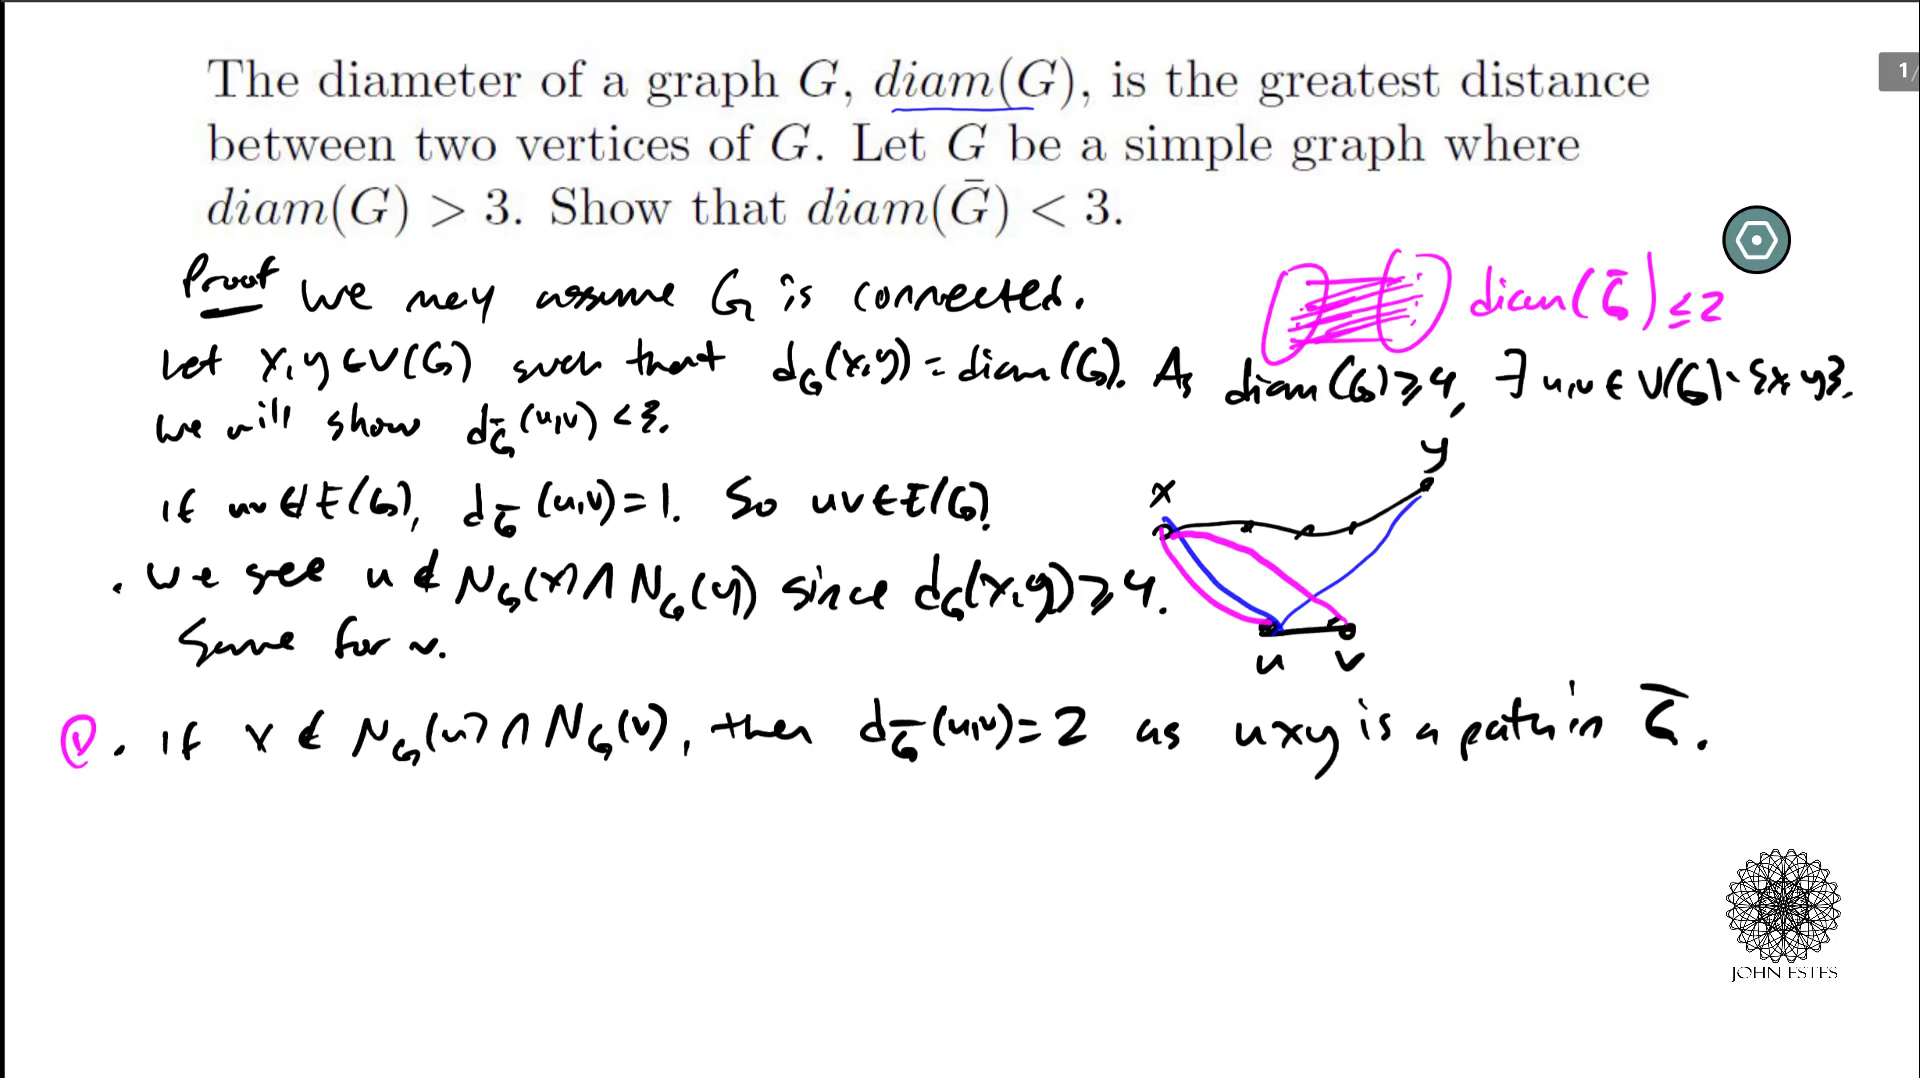 The diameter of a graph G, diam(G), is the greatest distance
between two vertices of G. Let G be a simple graph where
diam(G) > 3. Show that diam(Ḡ) < 3.
1/
Proof We may assume G is connected.
diam(Ḡ) ≤ 2
Let x,y ∈ V(G) such that d_G(x,y) = diam(G). As diam(G) ≥ 4, ∃ u,v ∈ V(G) - {x,y}.
We will show d_Ḡ(u,v) < 3.
If uv ∉ E(G), d_Ḡ(u,v) = 1. So uv ∈ E(G).
x
y
. We see u ∉ N_G(x) ∩ N_G(y) since d_G(x,y) ≥ 4.
Same for v.
u v
. If x ∉ N_G(u) ∩ N_G(v), then d_Ḡ(u,v) = 2 as uxy is a path in Ḡ.
JOHN ESTES